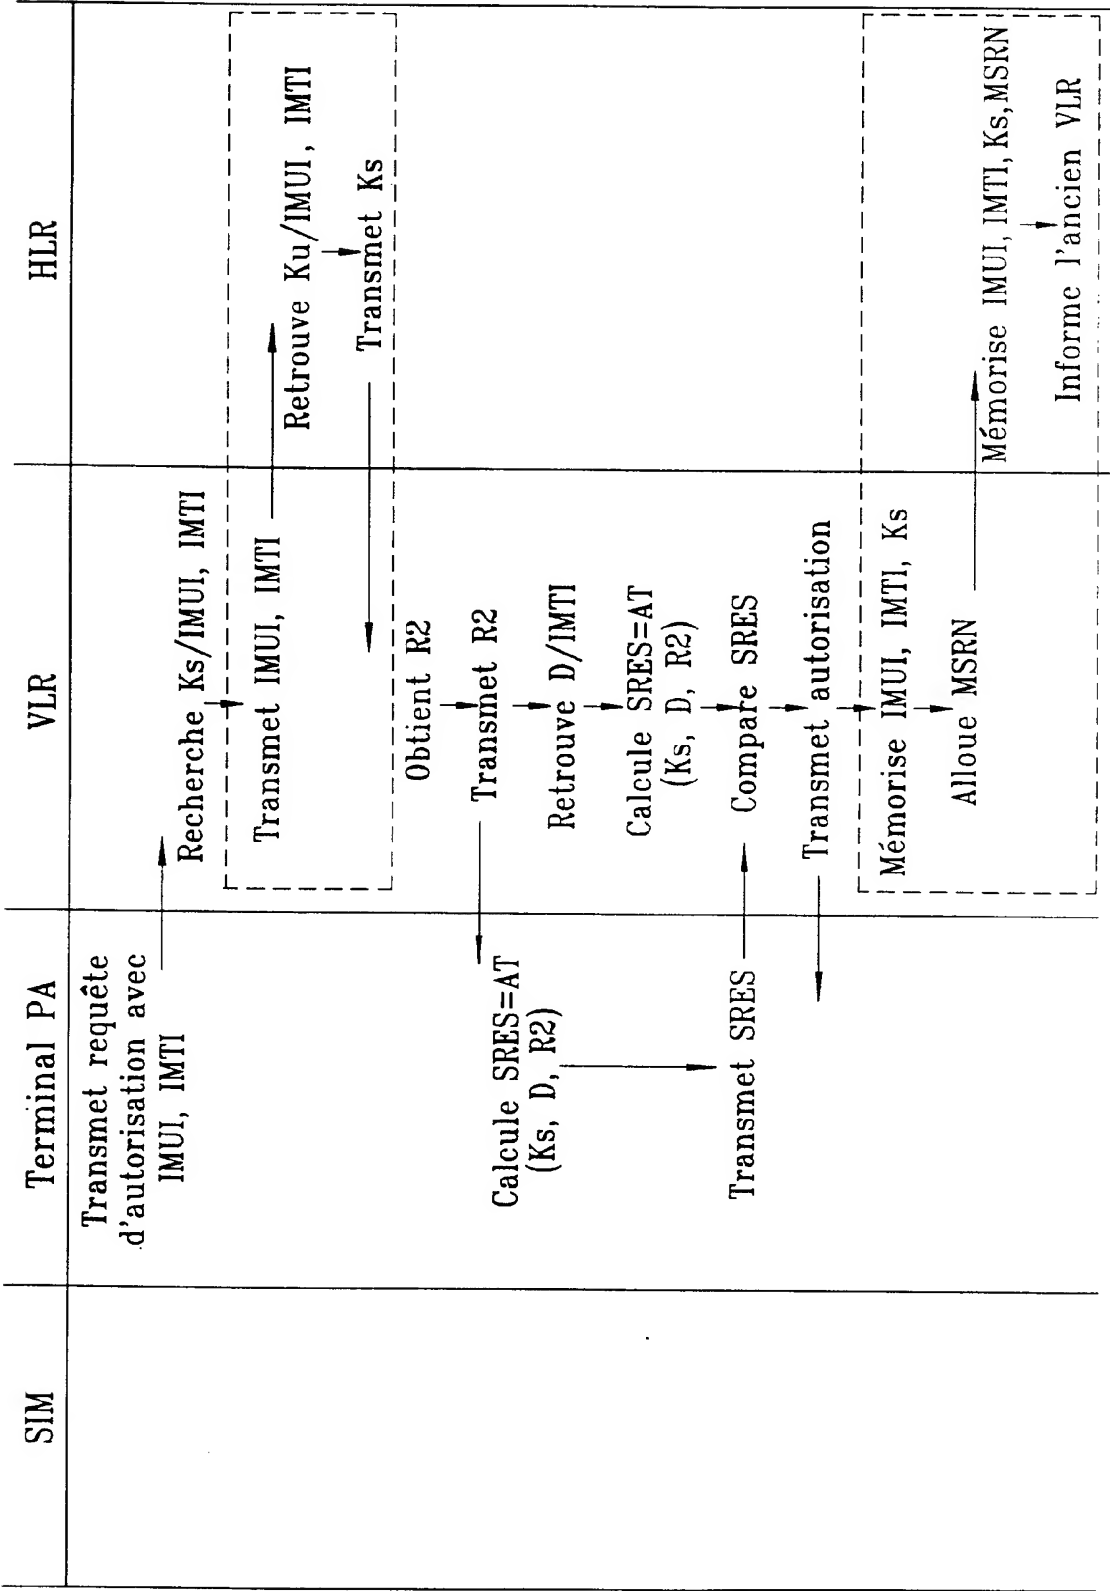 SIM
Terminal PA
VLR
HLR
Transmet requête
d'autorisation avec
IMUI, IMTI
Recherche Ks/IMUI, IMTI
Transmet IMUI, IMTI
Retrouve Ku/IMUI, IMTI
Transmet Ks
Obtient R2
Transmet R2
Retrouve D/IMTI
Calcule SRES=AT
(Ks, D, R2)
Calcule SRES=AT
(Ks, D, R2)
Transmet SRES
Compare SRES
Transmet autorisation
Mémorise IMUI, IMTI, Ks
Alloue MSRN
Mémorise IMUI, IMTI, Ks, MSRN
Informe l'ancien VLR